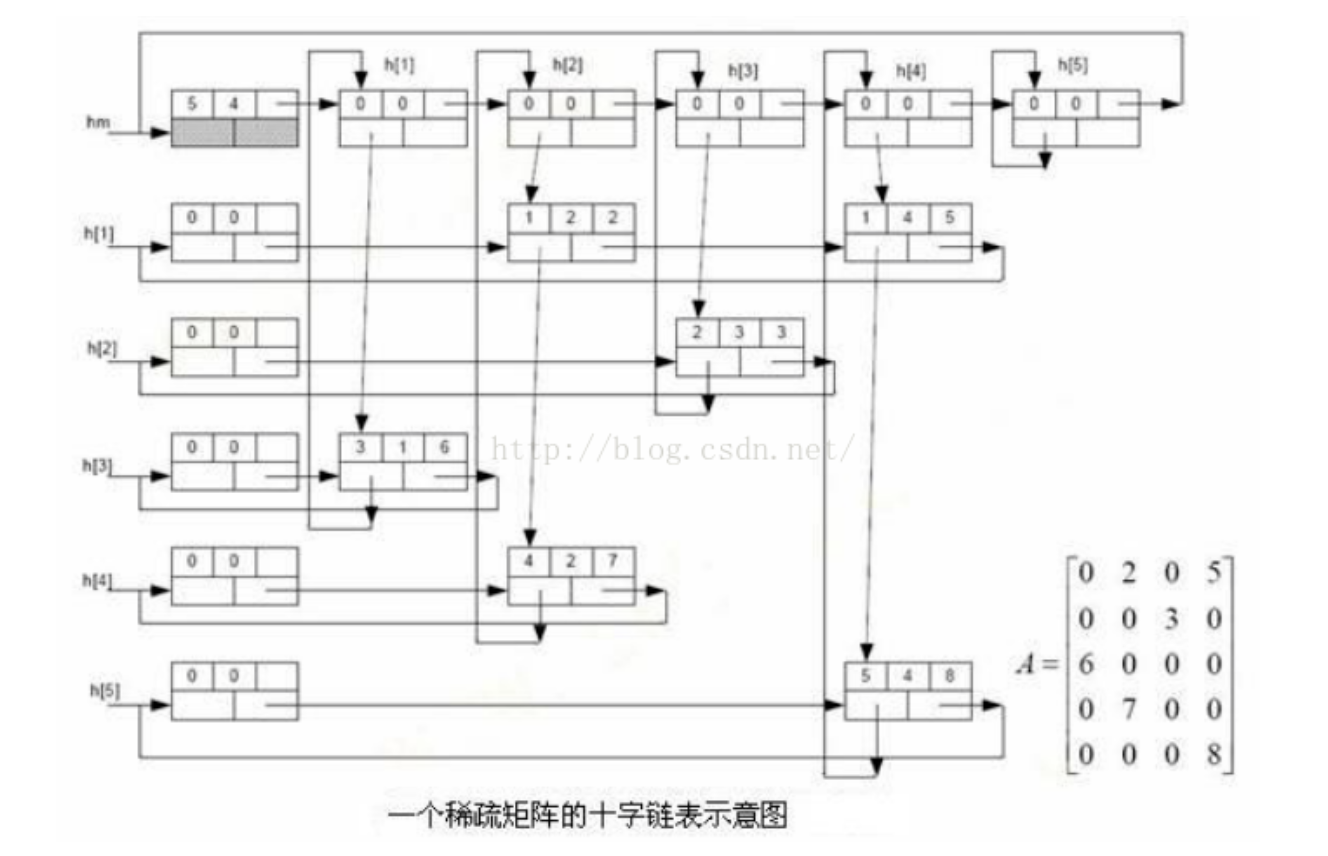 h[1] h[2] h[3] h[4] h[5]
hm 5 4 0 0 0 0 0 0 0 0 0 0
h[1] 0 0 1 2 2 1 4 5
h[2] 0 0 2 3 3
h[3] 0 0 3 1 6
http://blog.csdn.net/
h[4] 0 0 4 2 7
h[5] 0 0 5 4 8
A=
0 2 0 5
0 0 3 0
6 0 0 0
0 7 0 0
0 0 0 8
一个稀疏矩阵的十字链表示意图